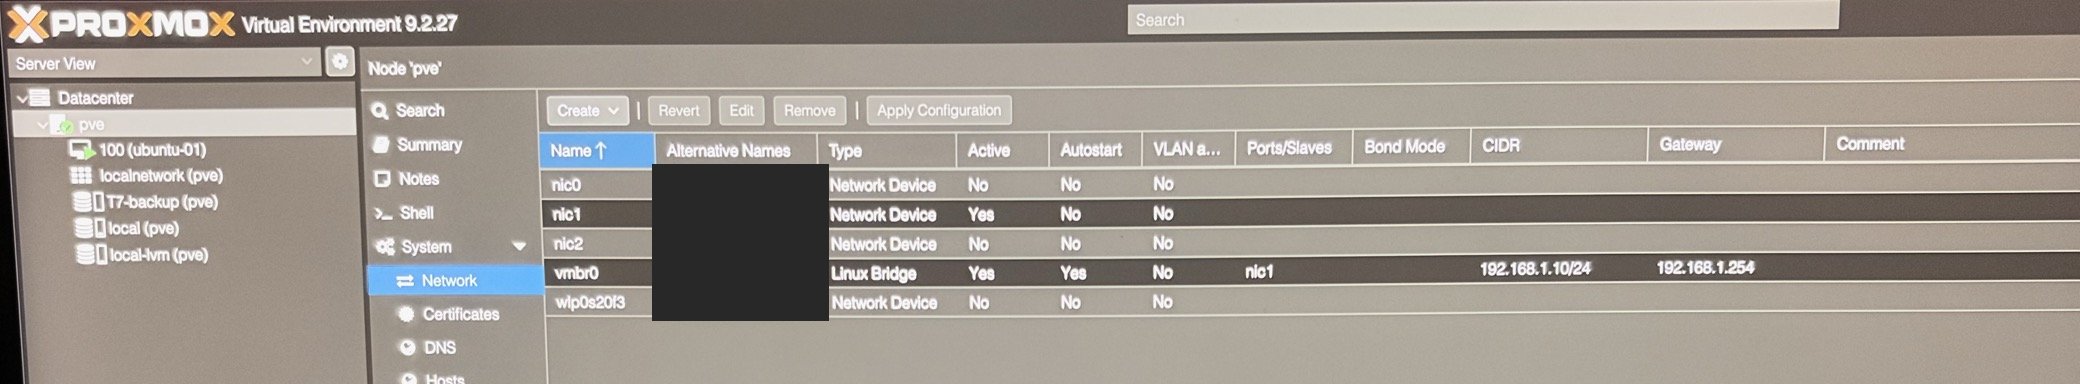 PROXMOX Virtual Environment 9.2.27 Search
Server View
Datacenter
pve
100 (ubuntu-01)
localnetwork (pve)
T7-backup (pve)
local (pve)
local-lvm (pve)
Node 'pve'
Search
Summary
Notes
Shell
System
Network
Certificates
DNS
Hosts
Create Revert Edit Remove Apply Configuration
Name Alternative Names Type Active Autostart VLAN a... Ports/Slaves Bond Mode CIDR Gateway Comment
nic0 Network Device No No No
nic1 Network Device Yes No No
nic2 Network Device No No No
vmbr0 Linux Bridge Yes Yes No nic1 192.168.1.10/24 192.168.1.254
wlp0s20f3 Network Device No No No